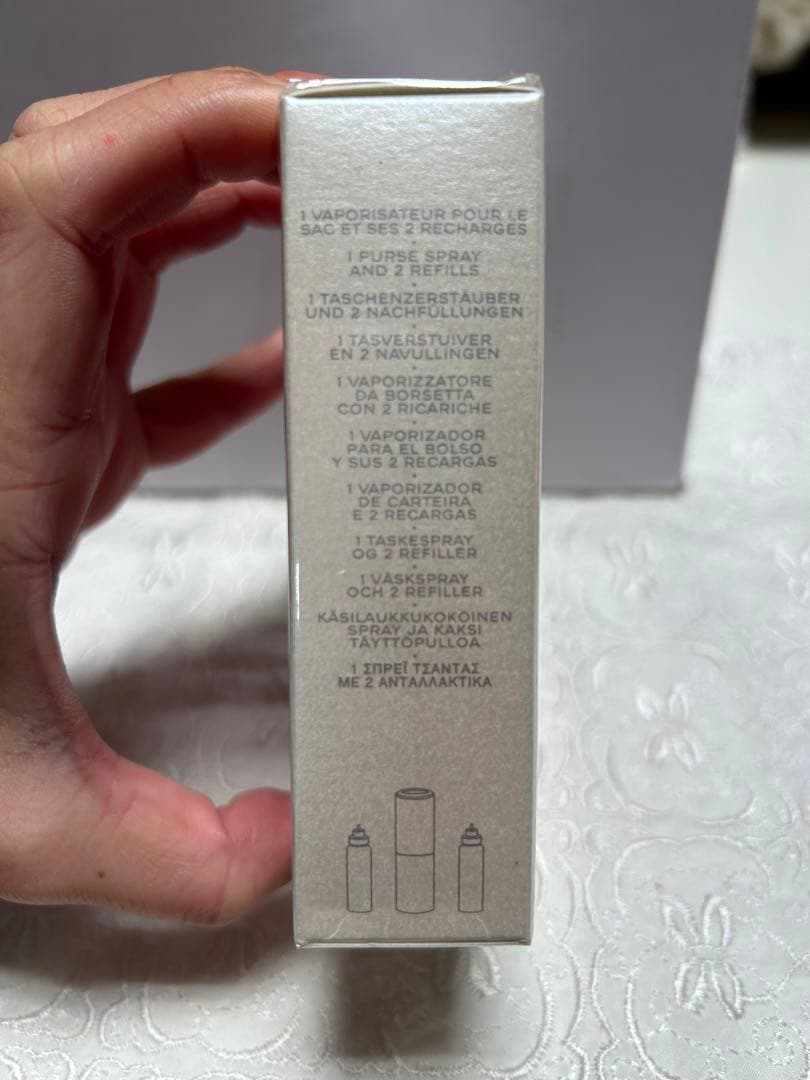 1 VAPORISATEUR POUR LE
SAC ET SES 2 RECHARGES
•
1 PURSE SPRAY
AND 2 REFILLS
•
1 TASCHENZERSTÄUBER
UND 2 NACHFÜLLUNGEN
•
1 TASVERSTUIVER
EN 2 NAVULLINGEN
•
1 VAPORIZZATORE
DA BORSETTA
CON 2 RICARICHE
•
1 VAPORIZADOR
PARA EL BOLSO
Y SUS 2 RECARGAS
•
1 VAPORIZADOR
DE CARTEIRA
E 2 RECARGAS
•
1 TASKESPRAY
OG 2 REFILLER
•
1 VÄSKSPRAY
OCH 2 REFILLER
•
KÄSILAUKKUKOKOINEN
SPRAY JA KAKSI
TÄYTTÖPULLOA
•
1 ΣΠΡΕΪ ΤΣΑΝΤΑΣ
ΜΕ 2 ΑΝΤΑΛΛΑΚΤΙΚΑ